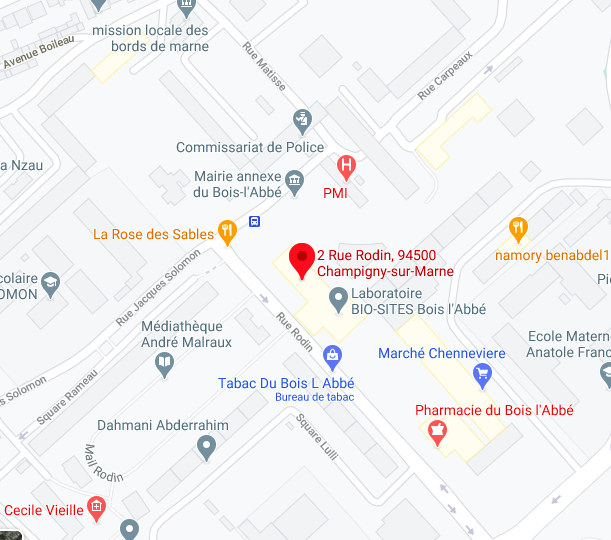 mission locale des
bords de marne
Avenue Boileau
Rue Matisse
Rue Carpeaux
Commissariat de Police
a Nzau
Mairie annexe
du Bois-l'Abbé
PMI
La Rose des Sables
2 Rue Rodin, 94500
Champigny-sur-Marne
namory benabdel1
Rue Jacques Solomon
colaire
OMON
Pie
Laboratoire
BIO-SITES Bois l'Abbé
Médiathèque
André Malraux
Rue Rodin
Ecole Matern
Anatole Franc
Marché Chenneviere
Tabac Du Bois L Abbé
Bureau de tabac
es Solomon
Square Rameau
Pharmacie du Bois l'Abbé
Dahmani Abderrahim
Square Lulli
Mail Rodin
Cecile Vieille